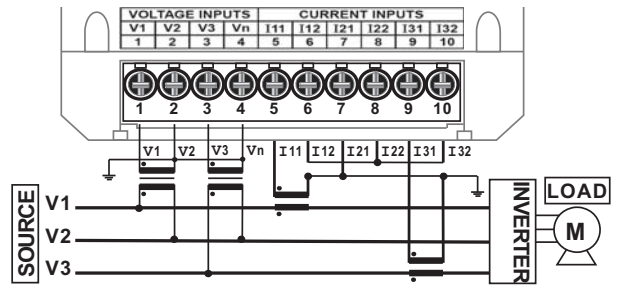 VOLTAGE INPUTS CURRENT INPUTS
V1 V2 V3 Vn I11 I12 I21 I22 I31 I32
1 2 3 4 5 6 7 8 9 10
1 2 3 4 5 6 7 8 9 10
V1 V2 V3 Vn I11 I12 I21 I22 I31 I32
SOURCE
V1
V2
V3
INVERTER
LOAD
M